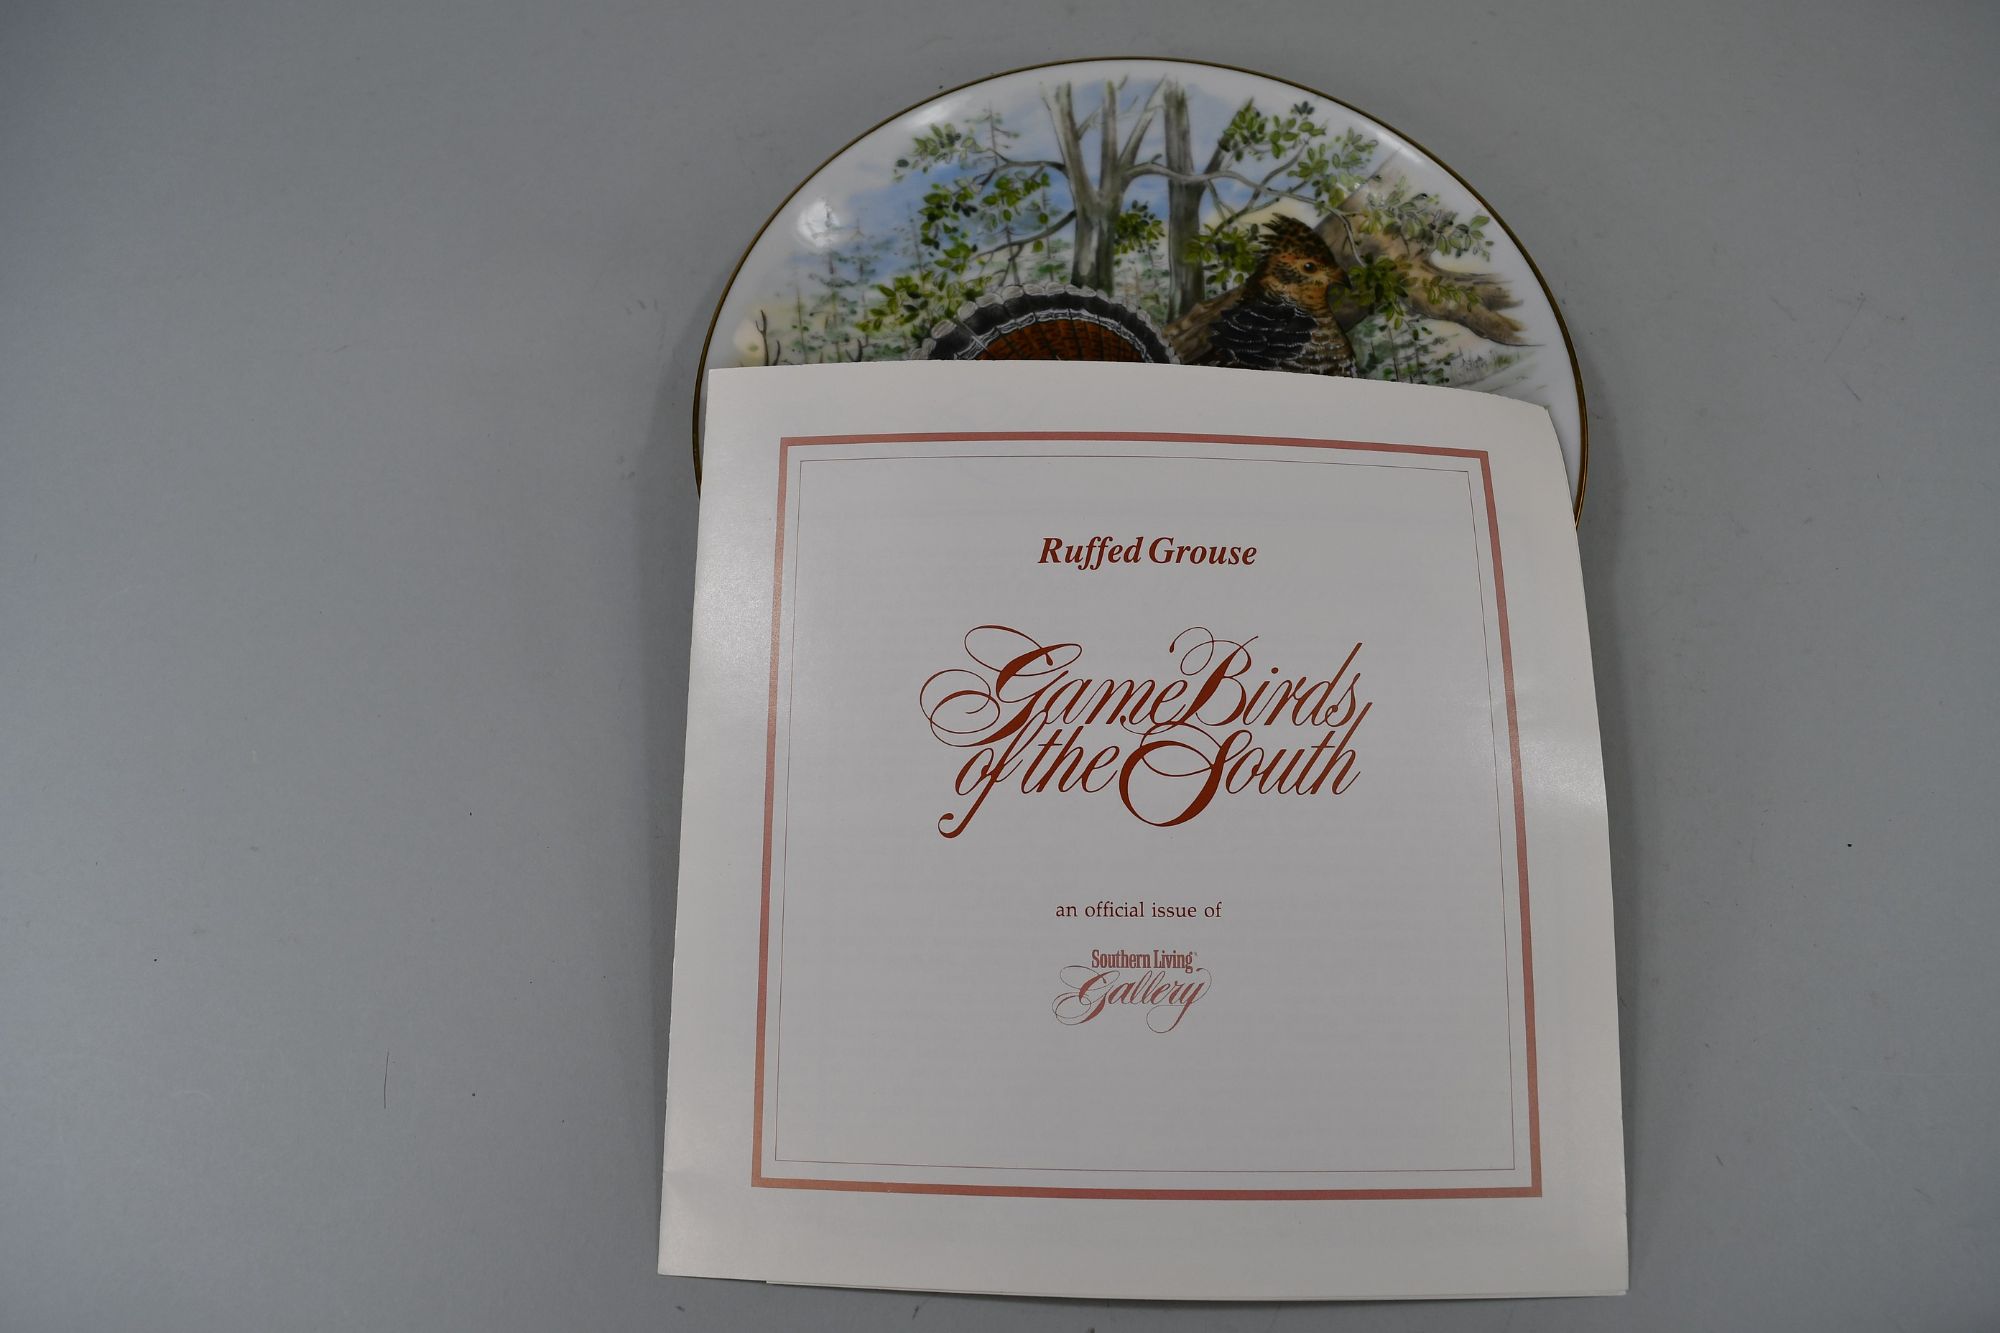 Ruffed Grouse
Game Birds
of the South
an official issue of
Southern Living
Gallery